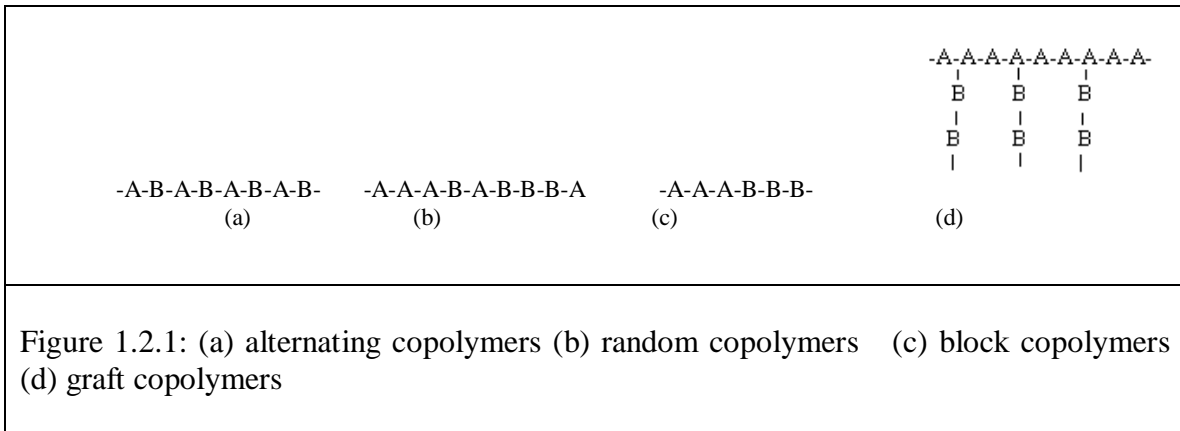 -A-A-A-A-A-A-A-A-
B B B
B B B
-A-B-A-B-A-B-A-B- -A-A-A-B-A-B-B-B-A -A-A-A-B-B-B-
(a) (b) (c) (d)
Figure 1.2.1: (a) alternating copolymers (b) random copolymers (c) block copolymers
(d) graft copolymers